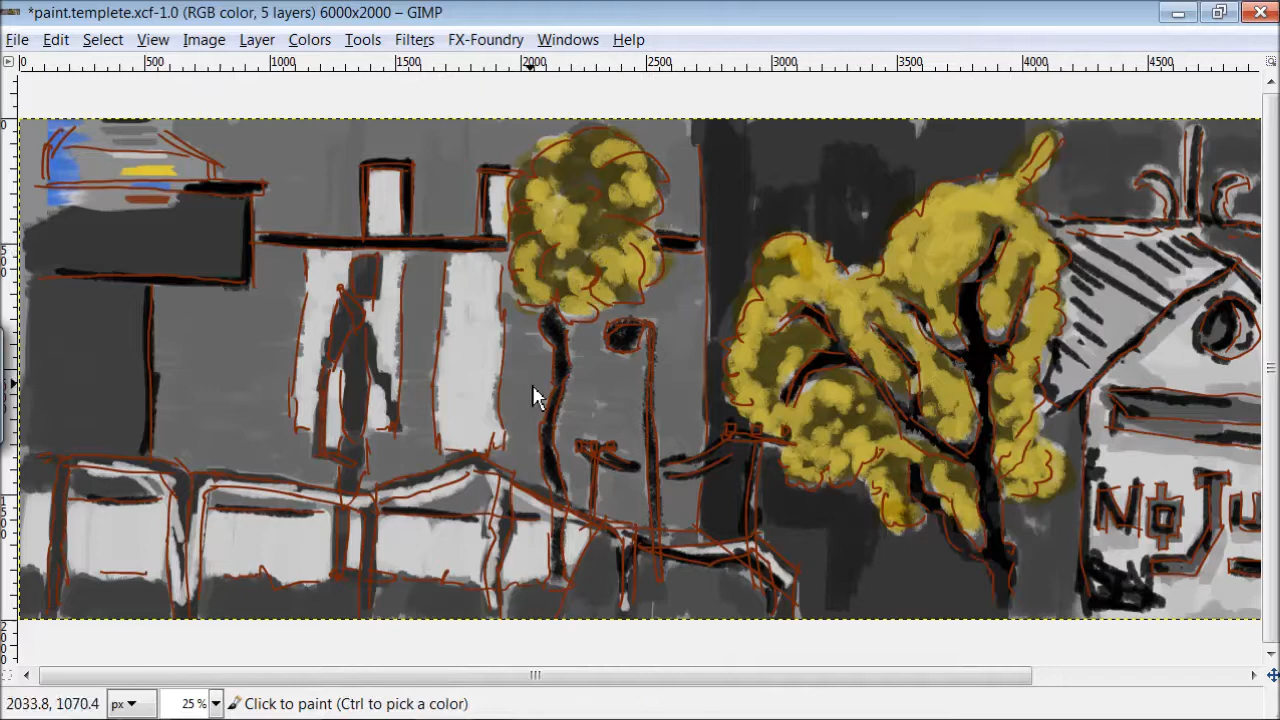 *paint.templete.xcf-1.0 (RGB color, 5 layers) 6000x2000 – GIMP
File Edit Select View Image Layer Colors Tools Filters FX-Foundry Windows Help
0 500 1000 1500 2000 2500 3000 3500 4000 4500
NO JU
2033.8, 1070.4 px 25 % Click to paint (Ctrl to pick a color)